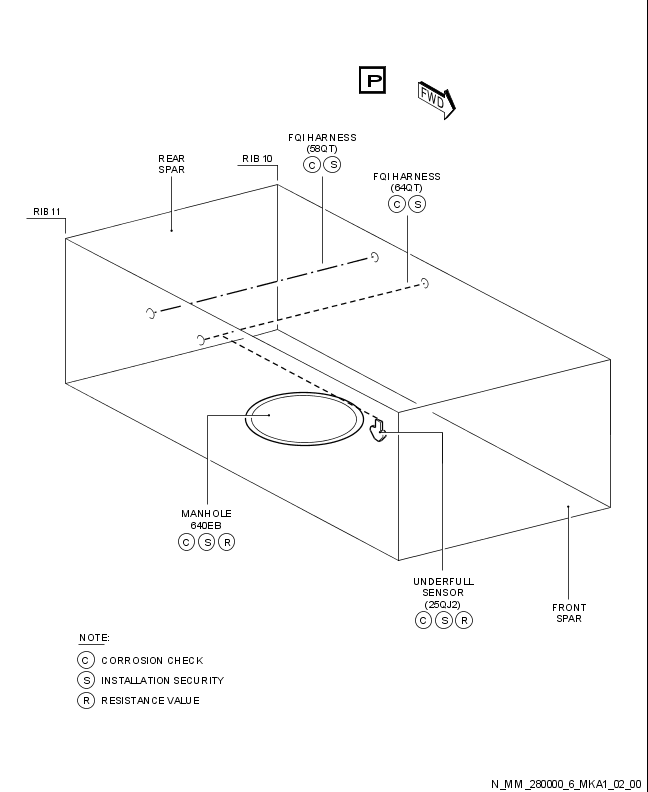 P
FWD
FQI HARNESS
(58QT)
C S
RIB 10
REAR
SPAR
FQI HARNESS
(64QT)
C S
RIB 11
MANHOLE
640EB
C S R
UNDERFULL
SENSOR
(25QJ2)
C S R
FRONT
SPAR
NOTE:
C CORROSION CHECK
S INSTALLATION SECURITY
R RESISTANCE VALUE
N_MM_280000_6_MKA1_02_00